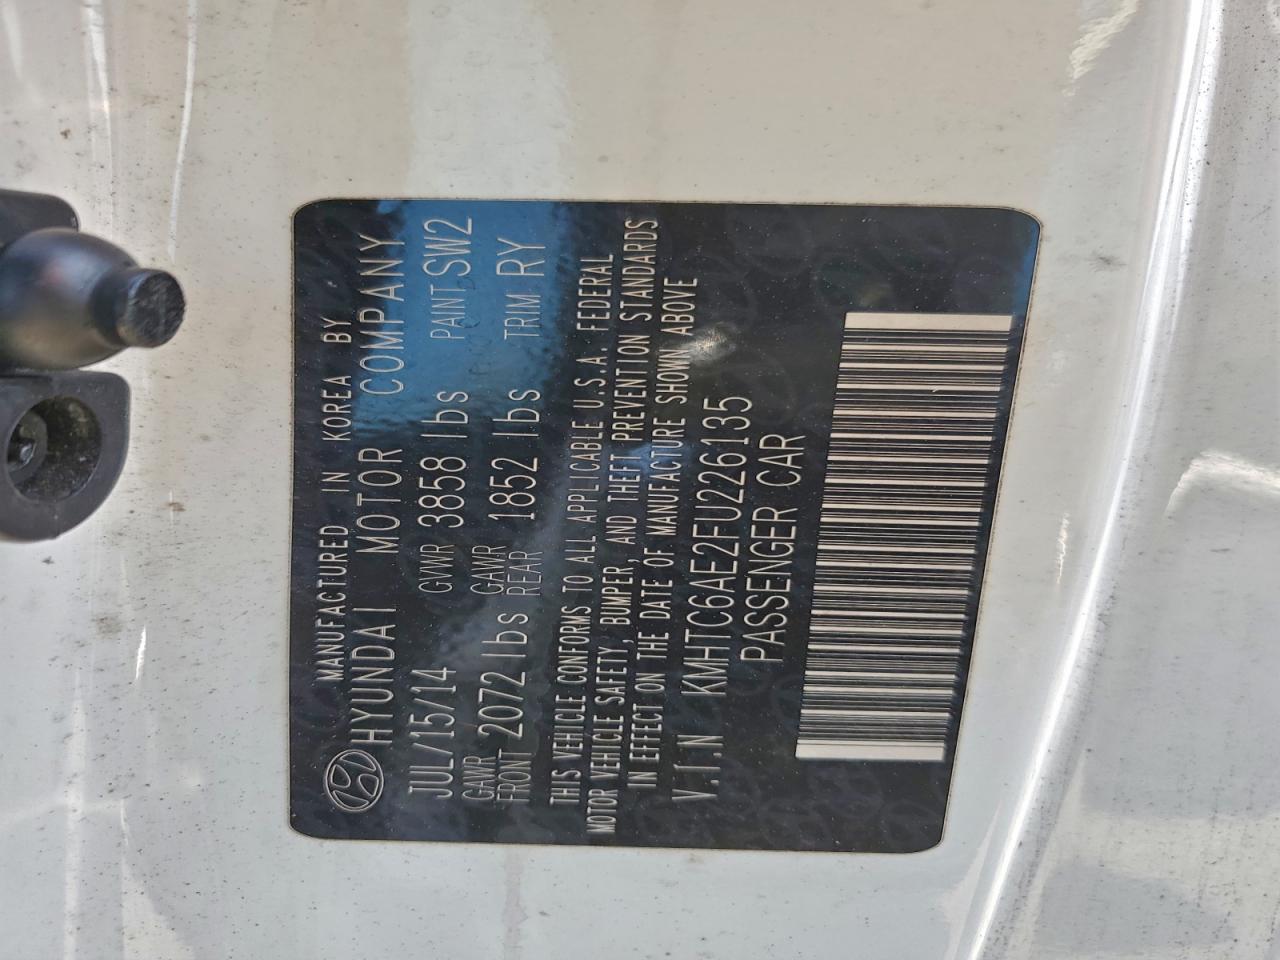 MANUFACTURED IN KOREA BY
HYUNDAI MOTOR COMPANY
JUL/15/14 GVWR 3858 lbs PAINT SW2
GAWR FRONT 2072 lbs GAWR REAR 1852 lbs TRIM RY
THIS VEHICLE CONFORMS TO ALL APPLICABLE U.S.A. FEDERAL
MOTOR VEHICLE SAFETY, BUMPER, AND THEFT PREVENTION STANDARDS
IN EFFECT ON THE DATE OF MANUFACTURE SHOWN ABOVE
V.I.N KMHTC6AE2FU226135
PASSENGER CAR